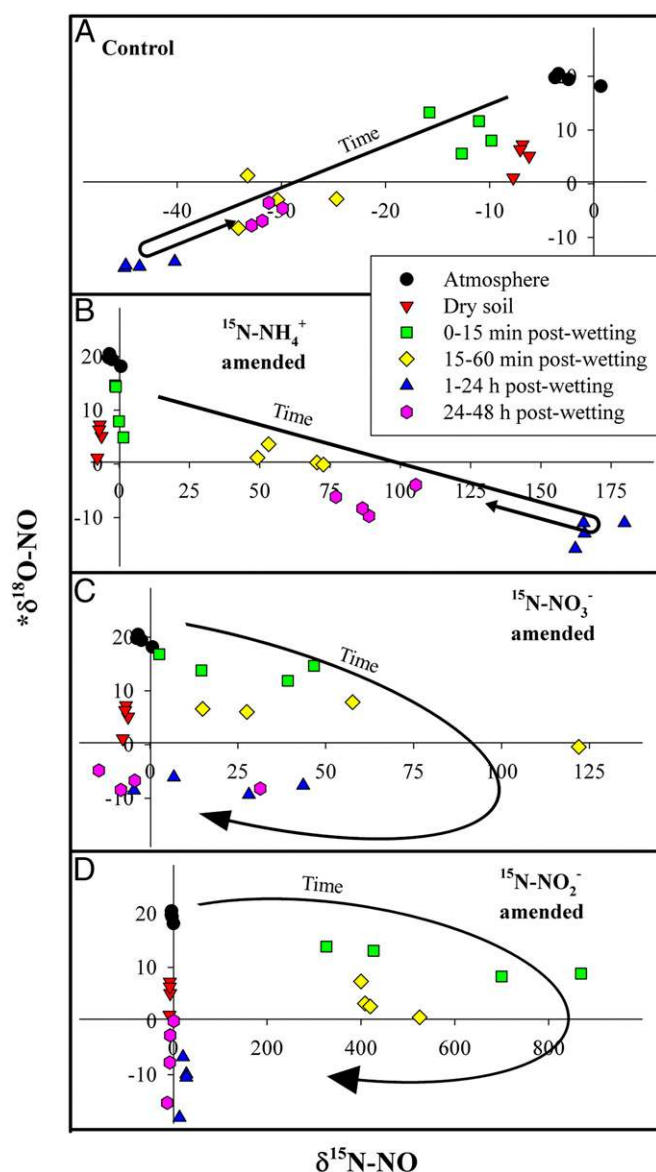 A
Control
20
10
0
Time
-40
-30
-20
-10
0
Atmosphere
Dry soil
0-15 min post-wetting
15-60 min post-wetting
1-24 h post-wetting
24-48 h post-wetting
B
¹⁵N-NH₄⁺
amended
20
10
0
-10
Time
0
25
50
75
100
125
150
175
*δ¹⁸O-NO
C
¹⁵N-NO₃⁻
amended
20
10
0
-10
Time
0
25
50
75
125
D
¹⁵N-NO₂⁻
amended
Time
20
10
0
-10
0
200
400
600
800
δ¹⁵N-NO